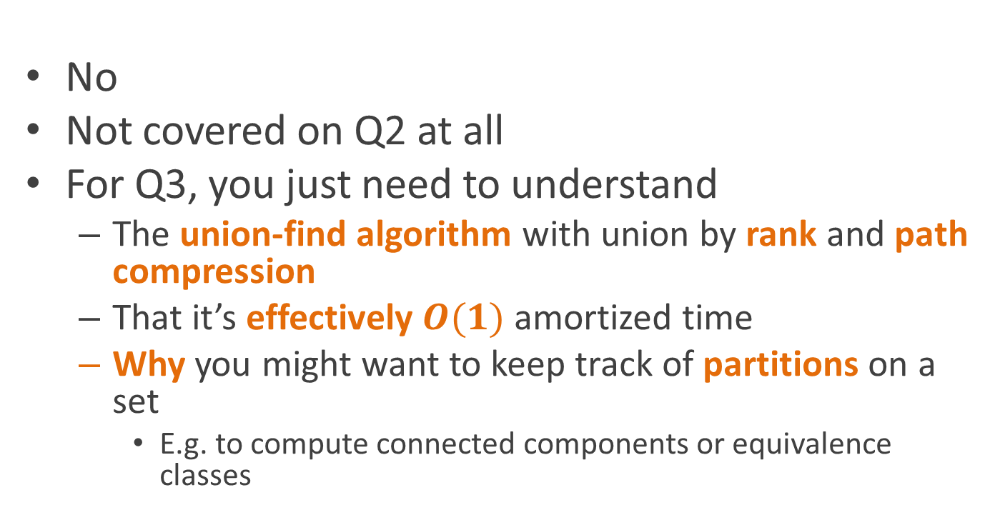 • No
• Not covered on Q2 at all
• For Q3, you just need to understand
– The union-find algorithm with union by rank and path
compression
– That it’s effectively O(1) amortized time
– Why you might want to keep track of partitions on a
set
• E.g. to compute connected components or equivalence
classes